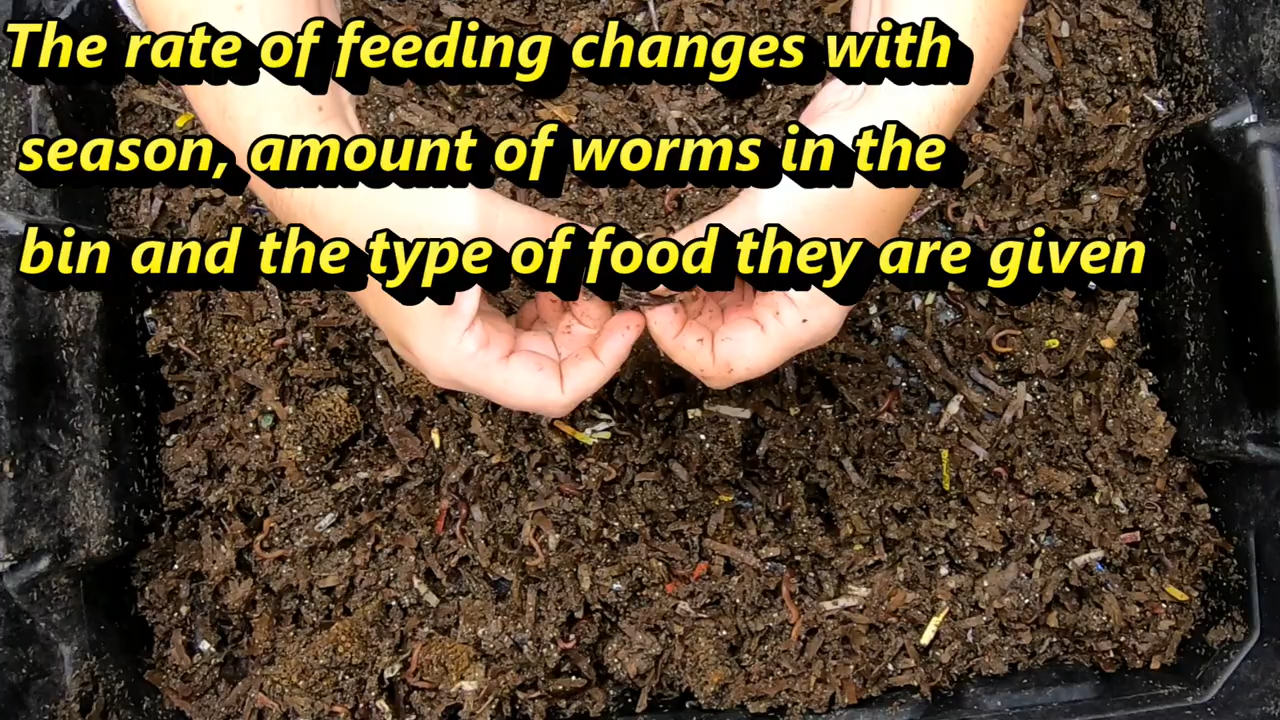 The rate of feeding changes with
season, amount of worms in the
bin and the type of food they are given